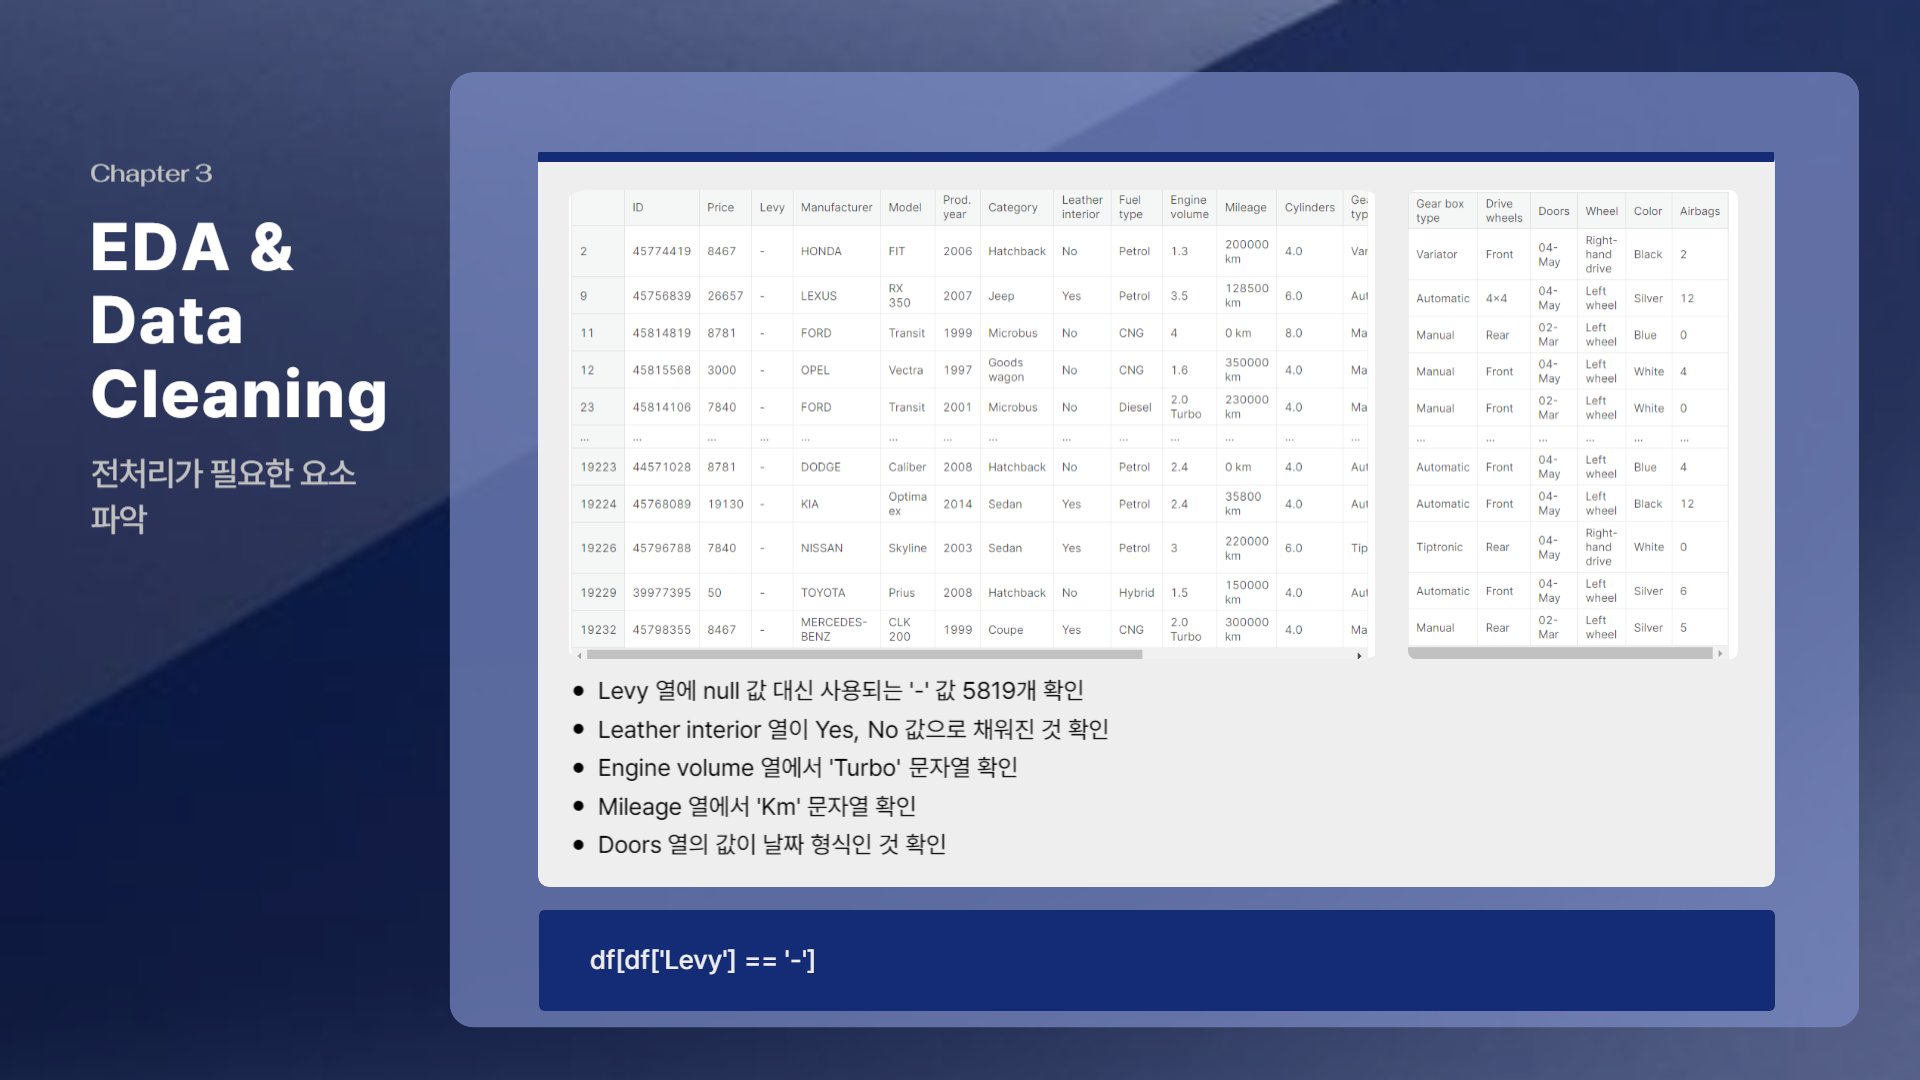 Chapter 3
EDA &
Data
Cleaning
전처리가 필요한 요소
파악
ID Price Levy Manufacturer Model Prod. year Category Leather interior Fuel type Engine volume Mileage Cylinders Gea typ
2 45774419 8467 - HONDA FIT 2006 Hatchback No Petrol 1.3 200000 km 4.0 Var
9 45756839 26657 - LEXUS RX 350 2007 Jeep Yes Petrol 3.5 128500 km 6.0 Aut
11 45814819 8781 - FORD Transit 1999 Microbus No CNG 4 0 km 8.0 Ma
12 45815568 3000 - OPEL Vectra 1997 Goods wagon No CNG 1.6 350000 km 4.0 Ma
23 45814106 7840 - FORD Transit 2001 Microbus No Diesel 2.0 Turbo 230000 km 4.0 Ma
... ... ... ... ... ... ... ... ... ... ... ... ... ...
19223 44571028 8781 - DODGE Caliber 2008 Hatchback No Petrol 2.4 0 km 4.0 Aut
19224 45768089 19130 - KIA Optima ex 2014 Sedan Yes Petrol 2.4 35800 km 4.0 Aut
19226 45796788 7840 - NISSAN Skyline 2003 Sedan Yes Petrol 3 220000 km 6.0 Tip
19229 39977395 50 - TOYOTA Prius 2008 Hatchback No Hybrid 1.5 150000 km 4.0 Aut
19232 45798355 8467 - MERCEDES-BENZ CLK 200 1999 Coupe Yes CNG 2.0 Turbo 300000 km 4.0 Ma
Gear box type Drive wheels Doors Wheel Color Airbags
Variator Front 04-May Right-hand drive Black 2
Automatic 4×4 04-May Left wheel Silver 12
Manual Rear 02-Mar Left wheel Blue 0
Manual Front 04-May Left wheel White 4
Manual Front 02-Mar Left wheel White 0
... ... ... ... ... ...
Automatic Front 04-May Left wheel Blue 4
Automatic Front 04-May Left wheel Black 12
Tiptronic Rear 04-May Right-hand drive White 0
Automatic Front 04-May Left wheel Silver 6
Manual Rear 02-Mar Left wheel Silver 5
• Levy 열에 null 값 대신 사용되는 '-' 값 5819개 확인
• Leather interior 열이 Yes, No 값으로 채워진 것 확인
• Engine volume 열에서 'Turbo' 문자열 확인
• Mileage 열에서 'Km' 문자열 확인
• Doors 열의 값이 날짜 형식인 것 확인
df[df['Levy'] == '-']